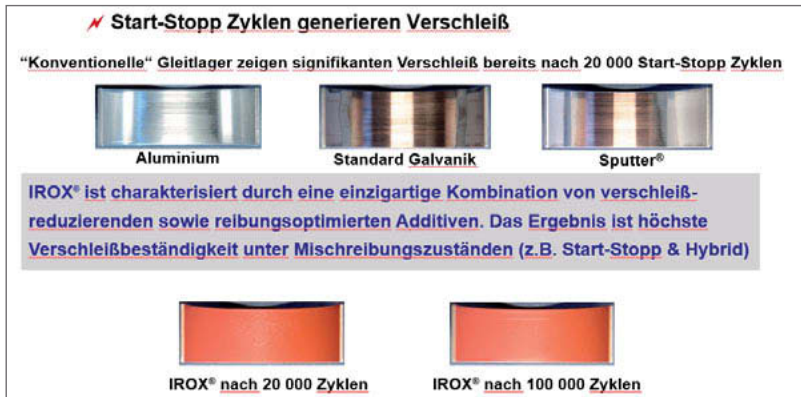 Start-Stopp Zyklen generieren Verschleiß
“Konventionelle“ Gleitlager zeigen signifikanten Verschleiß bereits nach 20 000 Start-Stopp Zyklen
Aluminium
Standard Galvanik
Sputter®
IROX® ist charakterisiert durch eine einzigartige Kombination von verschleiß-
reduzierenden sowie reibungsoptimierten Additiven. Das Ergebnis ist höchste
Verschleißbeständigkeit unter Mischreibungszuständen (z.B. Start-Stopp & Hybrid)
IROX® nach 20 000 Zyklen
IROX® nach 100 000 Zyklen